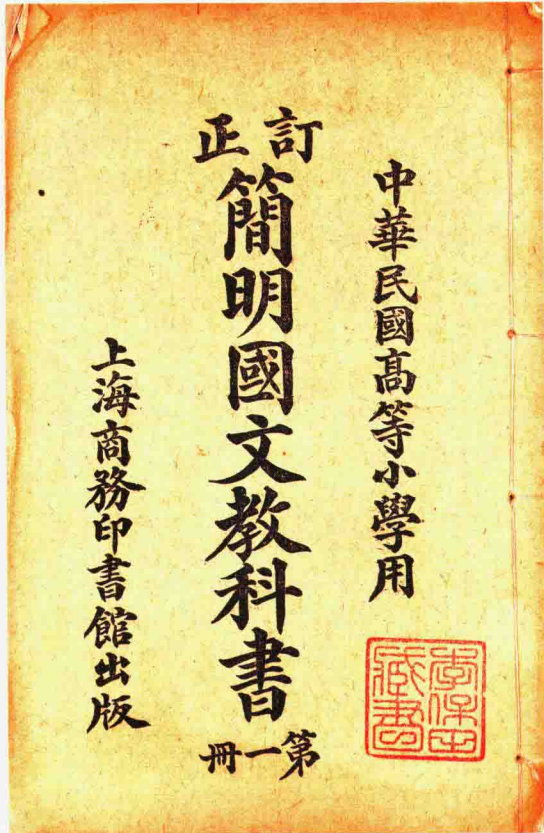 中華民國高等小學用
訂正
簡明國文教科書
第一冊
上海商務印書館出版